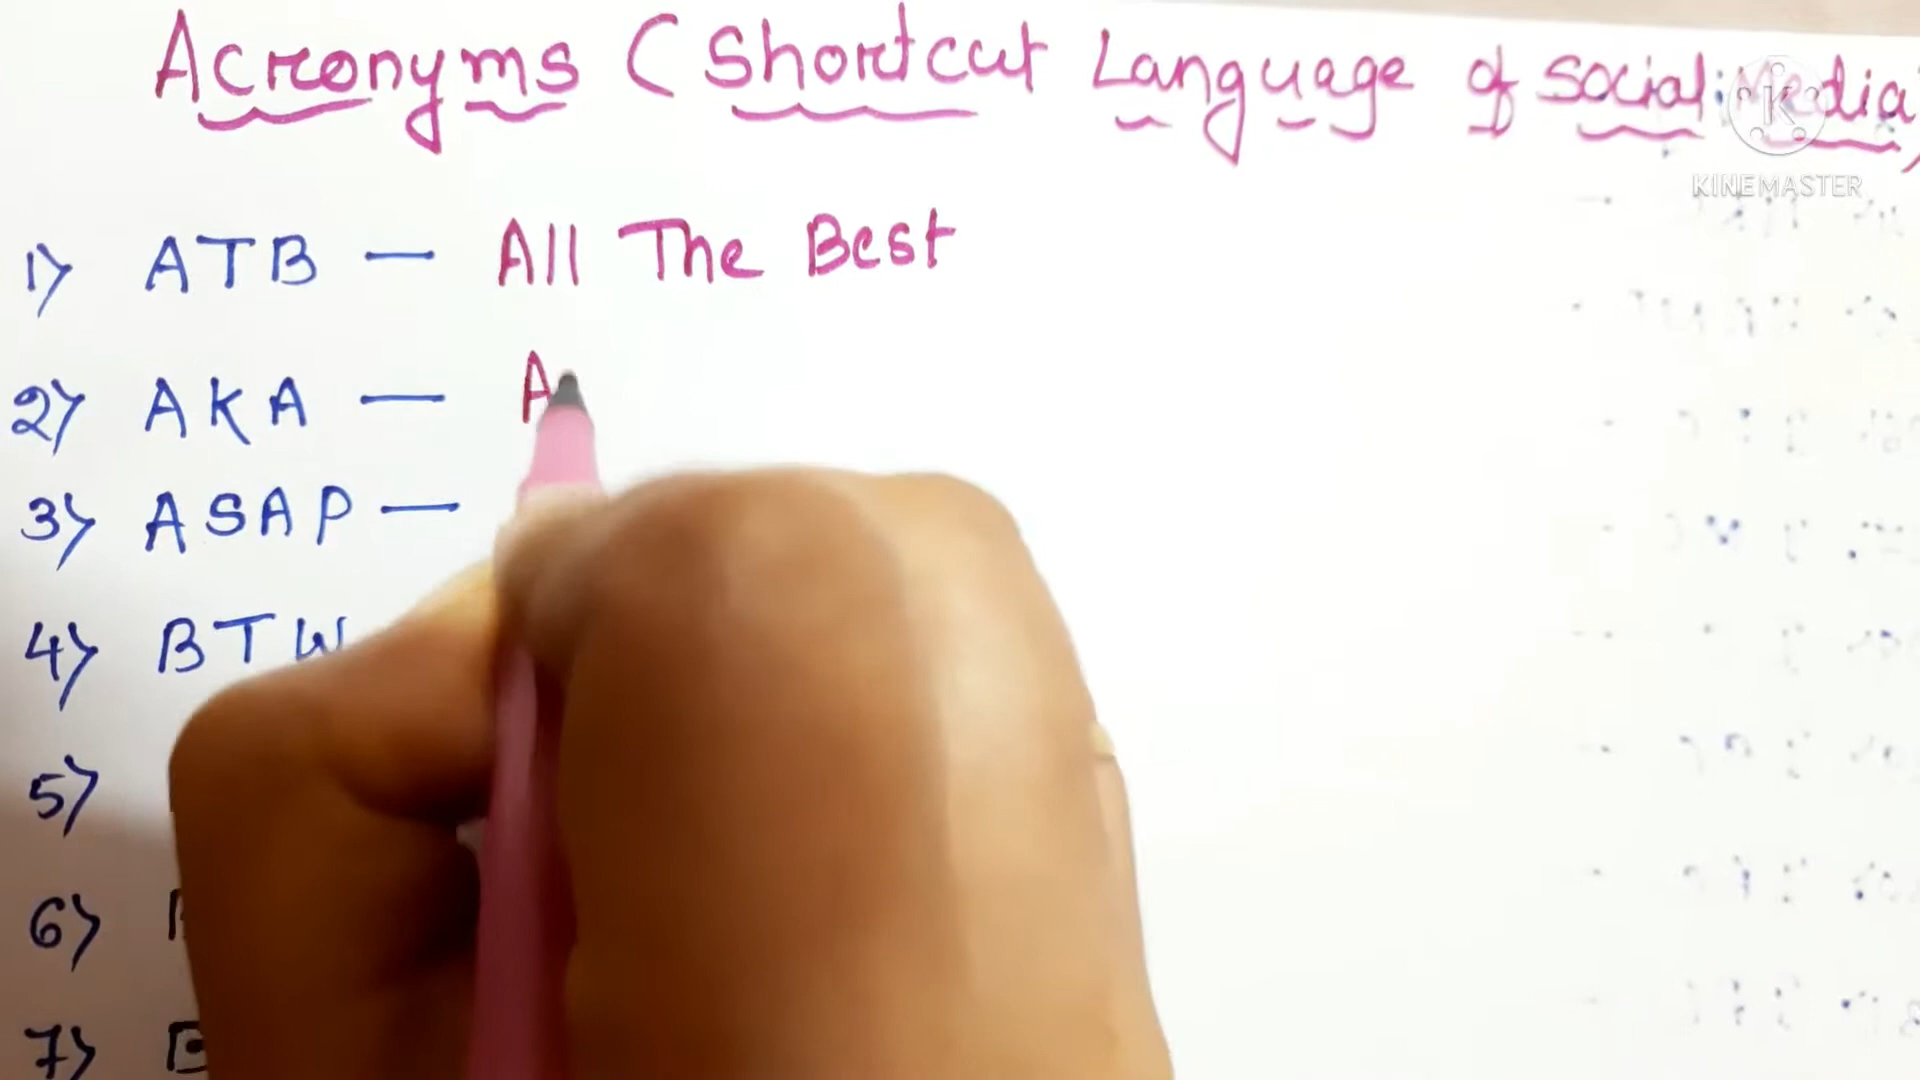 Acronyms (Shortcut Language of Social Media)
KINEMASTER
1) ATB — All The Best
2) AKA — A
3) ASAP —
4) BTW
5)
6)
7) B